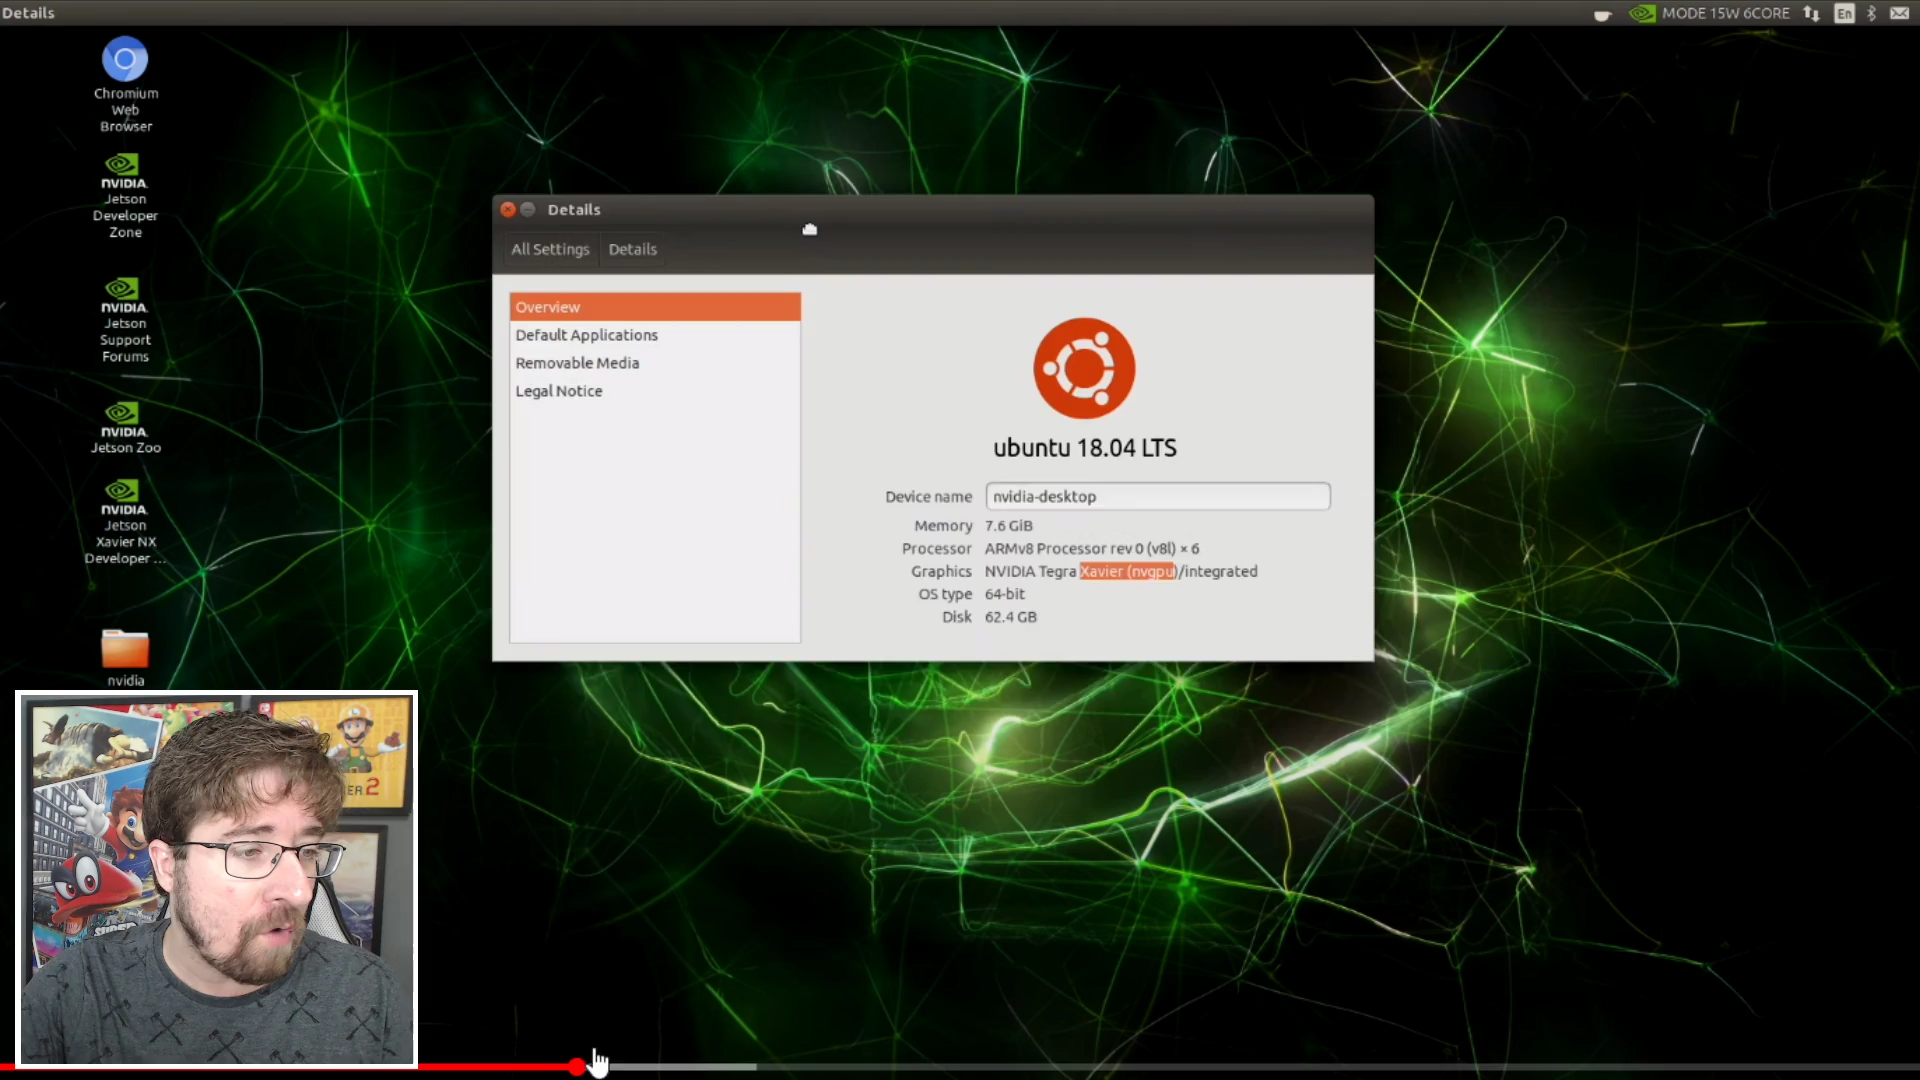 Details
MODE 15W 6CORE
En
Chromium
Web
Browser
NVIDIA.
Jetson
Developer
Zone
NVIDIA.
Jetson
Support
Forums
NVIDIA.
Jetson Zoo
NVIDIA.
Jetson
Xavier NX
Developer ...
nvidia
Details
All Settings
Details
Overview
Default Applications
Removable Media
Legal Notice
ubuntu 18.04 LTS
Device name nvidia-desktop
Memory 7.6 GiB
Processor ARMv8 Processor rev 0 (v8l) × 6
Graphics NVIDIA Tegra Xavier (nvgpu)/integrated
OS type 64-bit
Disk 62.4 GB
ER 2
SUPER